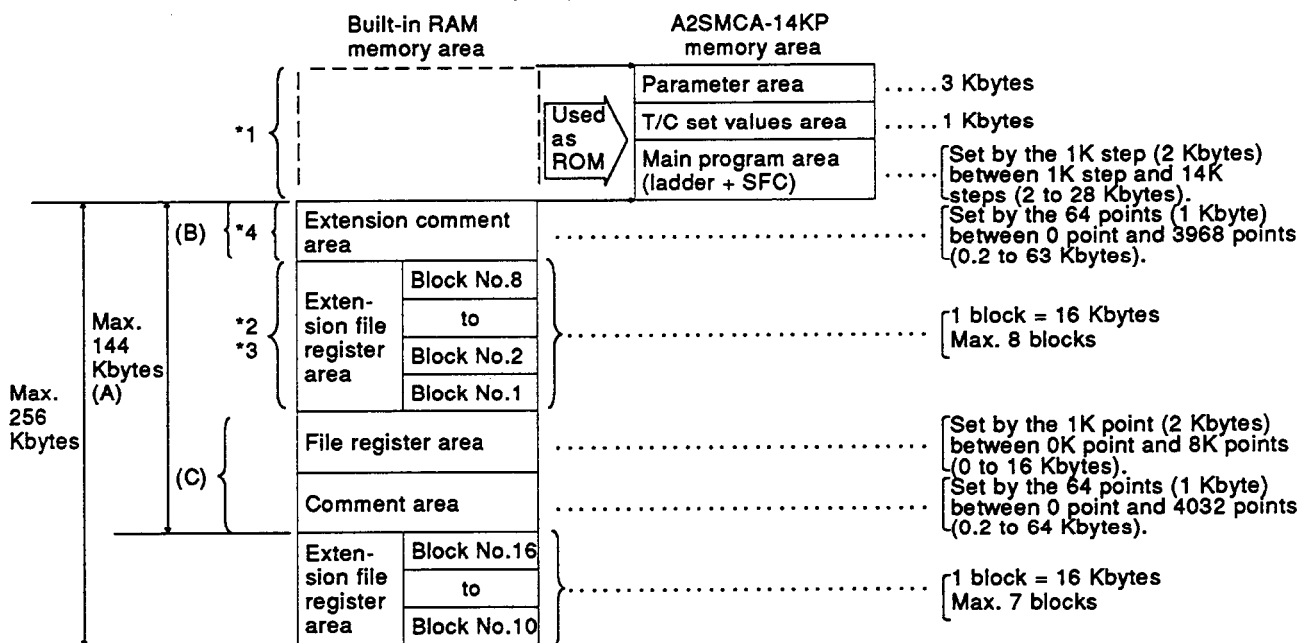 Built-in RAM
memory area
A2SMCA-14KP
memory area
*1
Used
as
ROM
Parameter area
.....3 Kbytes
T/C set values area
.....1 Kbytes
Main program area
(ladder + SFC)
.....
Set by the 1K step (2 Kbytes)
between 1K step and 14K
steps (2 to 28 Kbytes).
(B)
*4
Extension comment
area
Set by the 64 points (1 Kbyte)
between 0 point and 3968 points
(0.2 to 63 Kbytes).
Max.
256
Kbytes
Max.
144
Kbytes
(A)
*2
*3
Exten-
sion file
register
area
Block No.8
to
Block No.2
Block No.1
1 block = 16 Kbytes
Max. 8 blocks
(C)
File register area
Set by the 1K point (2 Kbytes)
between 0K point and 8K points
(0 to 16 Kbytes).
Comment area
Set by the 64 points (1 Kbyte)
between 0 point and 4032 points
(0.2 to 64 Kbytes).
Exten-
sion file
register
area
Block No.16
to
Block No.10
1 block = 16 Kbytes
Max. 7 blocks